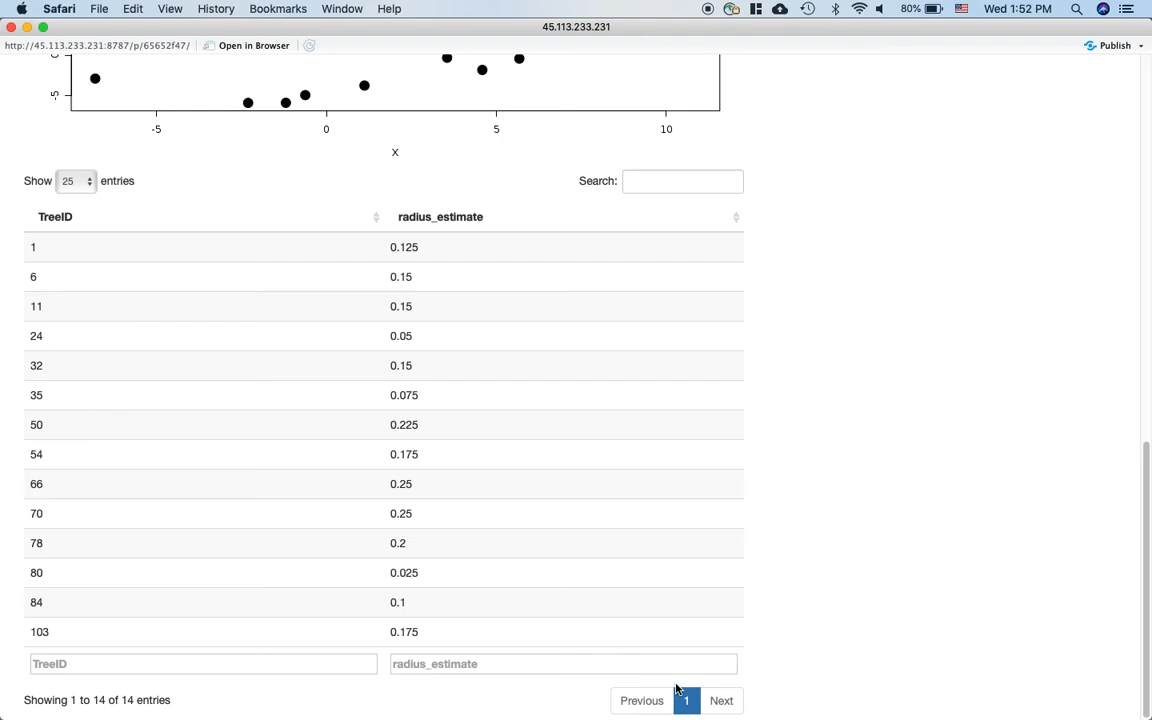 Safari File Edit View History Bookmarks Window Help 80% Wed 1:52 PM
45.113.233.231
http://45.113.233.231:8787/p/65652f47/ Open in Browser Publish
-5
-5 0 5 10
X
Show 25 entries Search:
TreeID radius_estimate
1 0.125
6 0.15
11 0.15
24 0.05
32 0.15
35 0.075
50 0.225
54 0.175
66 0.25
70 0.25
78 0.2
80 0.025
84 0.1
103 0.175
TreeID radius_estimate
Showing 1 to 14 of 14 entries Previous 1 Next